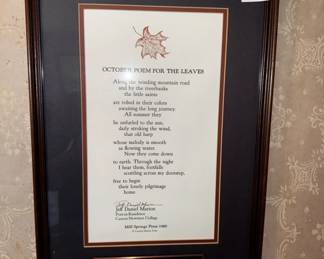 OCTOBER POEM FOR THE LEAVES
Along the winding mountain road
and by the riverbanks
the little saints
are robed in their colors
awaiting the long journey.
All summer they
lie unfurled to the sun,
daily stroking the wind,
that old harp
whose melody is smooth
as flowing water.
Now they come down
to earth. Through the night
I hear them, footfalls
scuttling across my doorstep,
free to begin
their lonely pilgrimage
home
Jeff Daniel Marion
Jeff Daniel Marion
Poet-in-Residence
Carson-Newman College
Mill Springs Press 1980